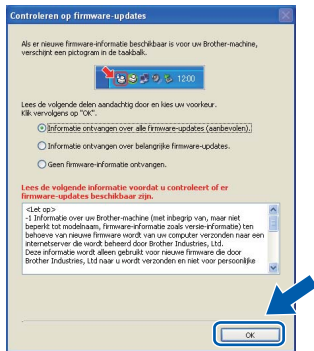 Controleren op firmware-updates
Als er nieuwe firmware-informatie beschikbaar is voor uw Brother-machine,
verschijnt een pictogram in de taakbalk.
12:00
Lees de volgende delen aandachtig door en kies uw voorkeur.
Klik vervolgens op "OK".
Informatie ontvangen over alle firmware-updates (aanbevolen).
Informatie ontvangen over belangrijke firmware-updates.
Geen firmware-informatie ontvangen.
Lees de volgende informatie voordat u controleert of er
firmware-updates beschikbaar zijn.
<Let op>
-1 Informatie over uw Brother-machine (met inbegrip van, maar niet
beperkt tot modelnaam, firmware-informatie zoals versie-informatie) ten
behoeve van nieuwe firmware wordt van uw computer verzonden naar een
internetserver die wordt beheerd door Brother Industries, Ltd.
Deze informatie wordt alleen gebruikt voor nieuwe firmware die door
Brother Industries, Ltd naar u wordt verzonden en niet voor persoonlijke
OK